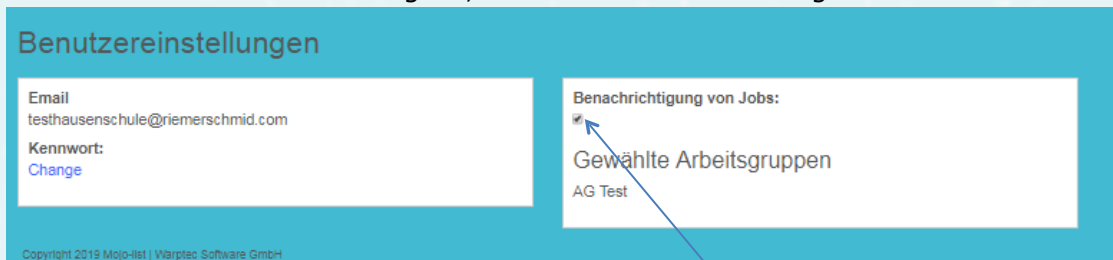 Benutzereinstellungen
Email
testhausenschule@riemerschmid.com
Kennwort:
Change
Benachrichtigung von Jobs:
Gewählte Arbeitsgruppen
AG Test
Copyright 2019 Mojo-list | Warptec Software GmbH